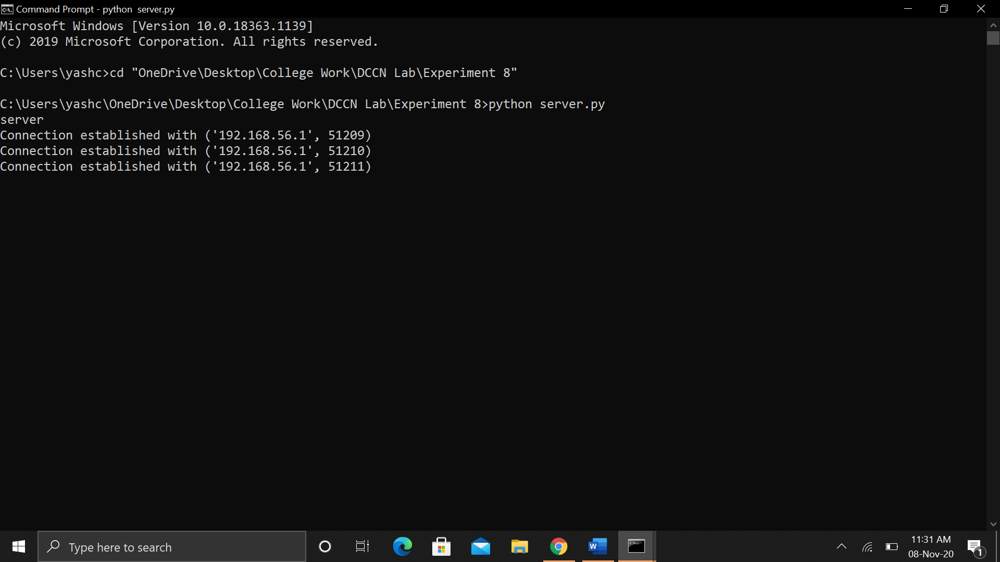 Command Prompt - python  server.py
Microsoft Windows [Version 10.0.18363.1139]
(c) 2019 Microsoft Corporation. All rights reserved.
C:\Users\yashc>cd "OneDrive\Desktop\College Work\DCCN Lab\Experiment 8"
C:\Users\yashc\OneDrive\Desktop\College Work\DCCN Lab\Experiment 8>python server.py
server
Connection established with ('192.168.56.1', 51209)
Connection established with ('192.168.56.1', 51210)
Connection established with ('192.168.56.1', 51211)
Type here to search
11:31 AM
08-Nov-20
1